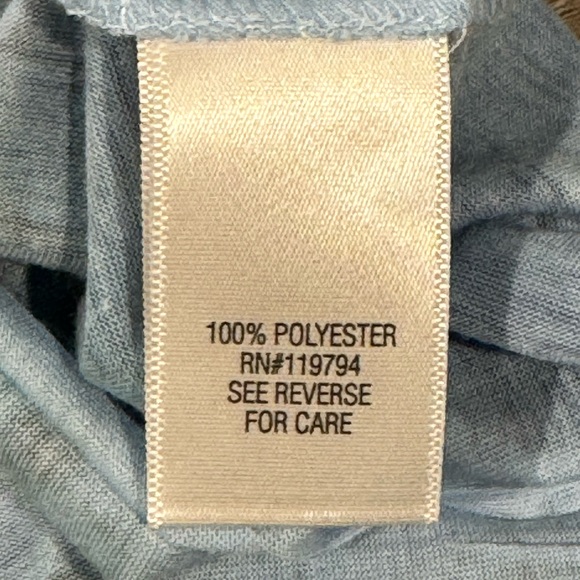 100% POLYESTER
RN#119794
SEE REVERSE
FOR CARE